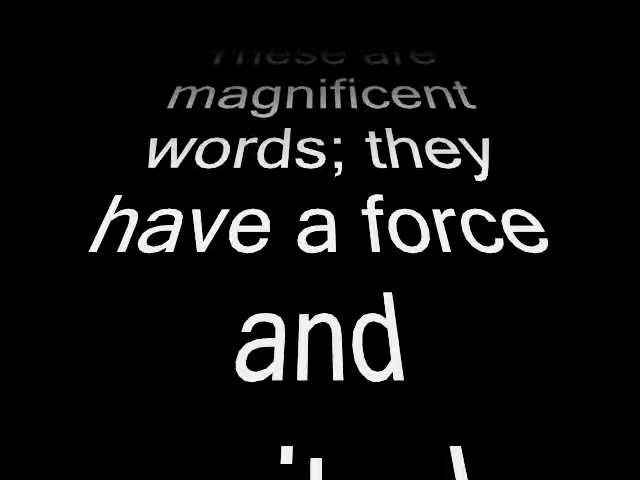 These are
magnificent
words; they
have a force
and